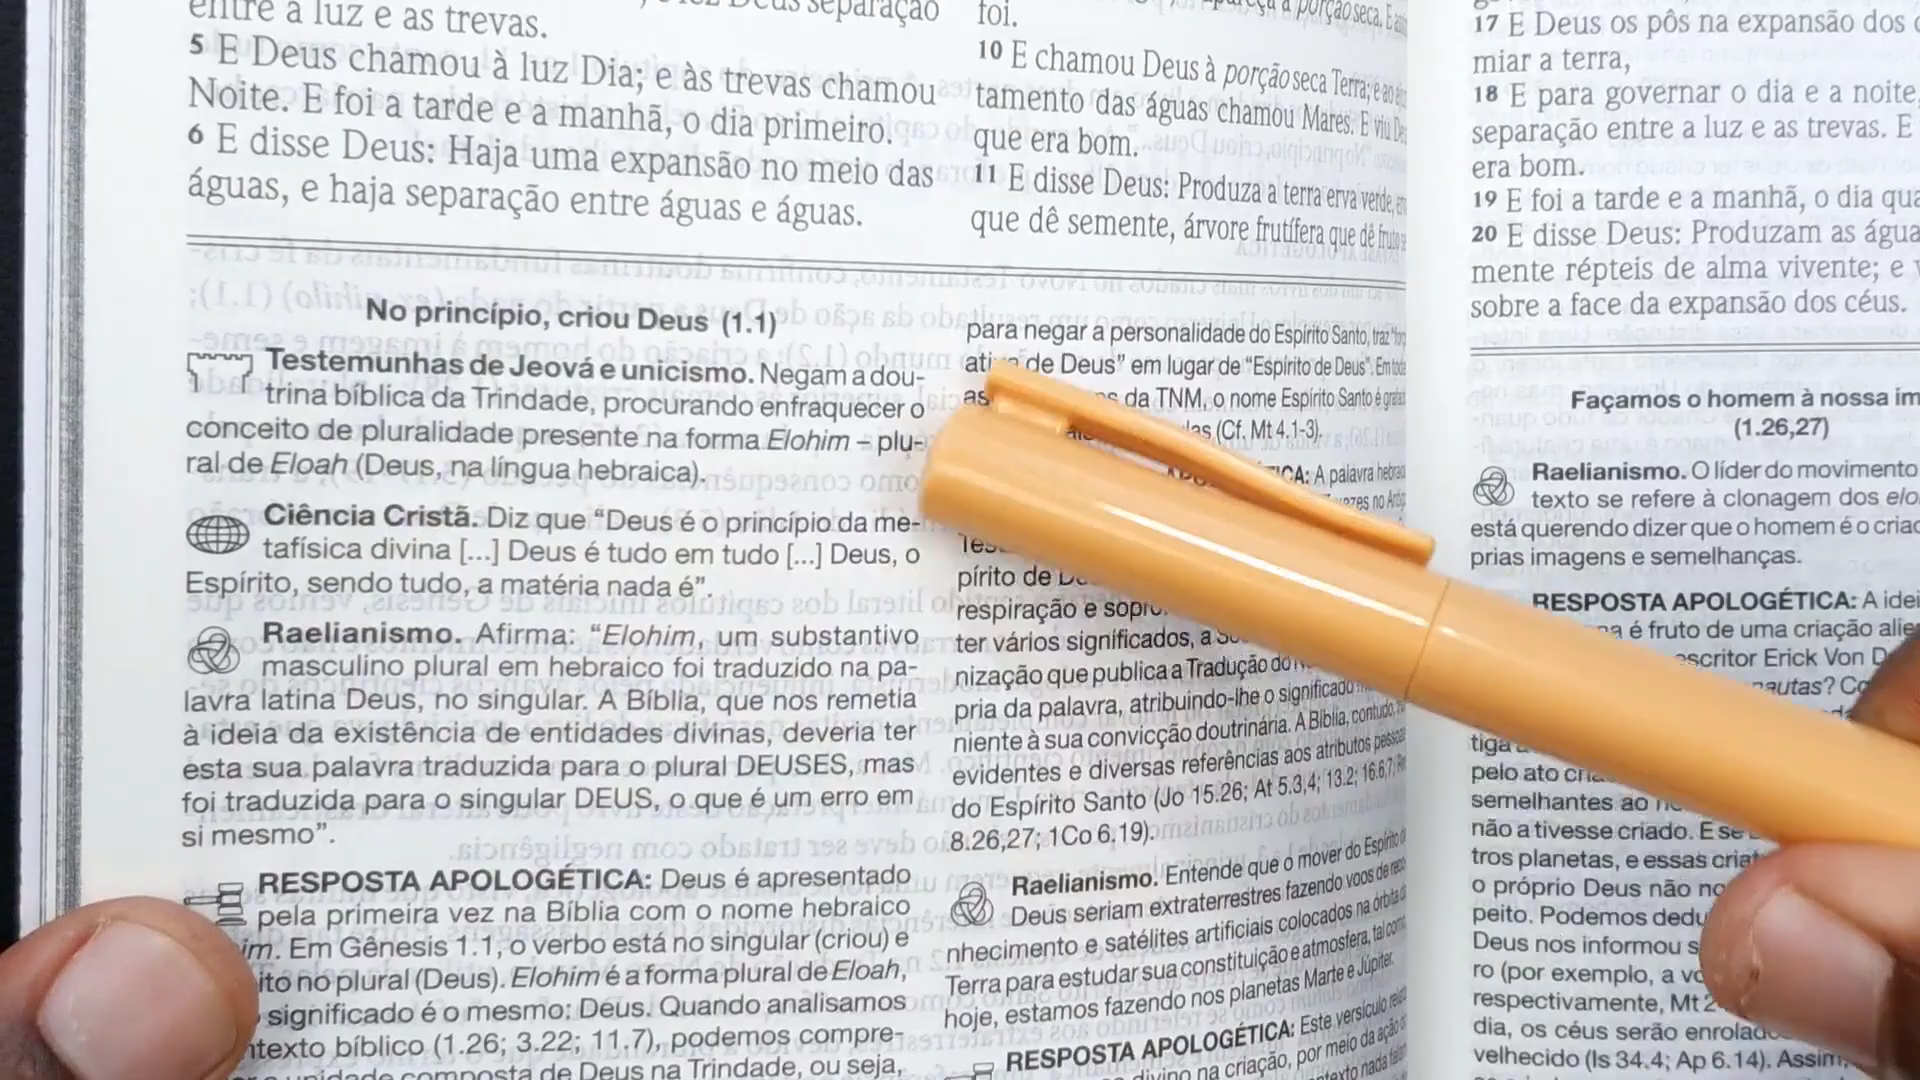 entre a luz e as trevas.
5 E Deus chamou à luz Dia; e às trevas chamou
Noite. E foi a tarde e a manhã, o dia primeiro.
6 E disse Deus: Haja uma expansão no meio das
águas, e haja separação entre águas e águas.
foi.
10 E chamou Deus à porção seca Terra; e ao
tamento das águas chamou Mares. E viu
que era bom.
11 E disse Deus: Produza a terra erva verde,
que dê semente, árvore frutífera que dê fruto
No princípio, criou Deus (1.1)
Testemunhas de Jeová e unicismo. Negam a dou-
trina bíblica da Trindade, procurando enfraquecer o
conceito de pluralidade presente na forma Elohim – plu-
ral de Eloah (Deus, na língua hebraica).
Ciência Cristã. Diz que “Deus é o princípio da me-
tafísica divina [...] Deus é tudo em tudo [...] Deus, o
Espírito, sendo tudo, a matéria nada é”.
Raelianismo. Afirma: “Elohim, um substantivo
masculino plural em hebraico foi traduzido na pa-
lavra latina Deus, no singular. A Bíblia, que nos remetia
à ideia da existência de entidades divinas, deveria ter
esta sua palavra traduzida para o plural DEUSES, mas
foi traduzida para o singular DEUS, o que é um erro em
si mesmo”.
RESPOSTA APOLOGÉTICA: Deus é apresentado
pela primeira vez na Bíblia com o nome hebraico
im. Em Gênesis 1.1, o verbo está no singular (criou) e
ito no plural (Deus). Elohim é a forma plural de Eloah,
significado é o mesmo: Deus. Quando analisamos
ntexto bíblico (1.26; 3.22; 11.7), podemos compre-
unidade composta de Deus na Trindade, ou seja,
para negar a personalidade do Espírito Santo, traz
de Deus” em lugar de “Espírito de Deus”. Em
as da TNM, o nome Espírito Santo é
(Cf. Mt 4.1-3).
A palavra
no
pírito de
respiração e sopro.
ter vários significados, a
nização que publica a Tradução do
pria da palavra, atribuindo-lhe o significado
niente à sua convicção doutrinária. A Bíblia, contudo,
evidentes e diversas referências aos atributos
do Espírito Santo (Jo 15.26; At 5.3,4; 13.2; 16.6,7;
8.26,27; 1Co 6,19).
Raelianismo. Entende que o mover do Espírito
Deus seriam extraterrestres fazendo voos de
nhecimento e satélites artificiais colocados na órbita
Terra para estudar sua constituição e atmosfera, tal como,
hoje, estamos fazendo nos planetas Marte e Júpiter.
RESPOSTA APOLOGÉTICA: Este versículo
divino na criação, por meio da ação
17 E Deus os pôs na expansão dos
miar a terra,
18 E para governar o dia e a noite,
separação entre a luz e as trevas. E
era bom.
19 E foi a tarde e a manhã, o dia
20 E disse Deus: Produzam as
mente répteis de alma vivente; e
sobre a face da expansão dos céus.
Façamos o homem à nossa
(1.26,27)
Raelianismo. O líder do movimento
texto se refere à clonagem dos
está querendo dizer que o homem é o
prias imagens e semelhanças.
RESPOSTA APOLOGÉTICA: A
é fruto de uma criação
escritor Erick Von
pelo ato
semelhantes ao
não a tivesse criado. E se
tros planetas, e essas
o próprio Deus não
peito. Podemos
Deus nos informou
ro (por exemplo, a
respectivamente, Mt
dia, os céus serão
velhecido (Is 34.4; Ap 6.14). Assim,